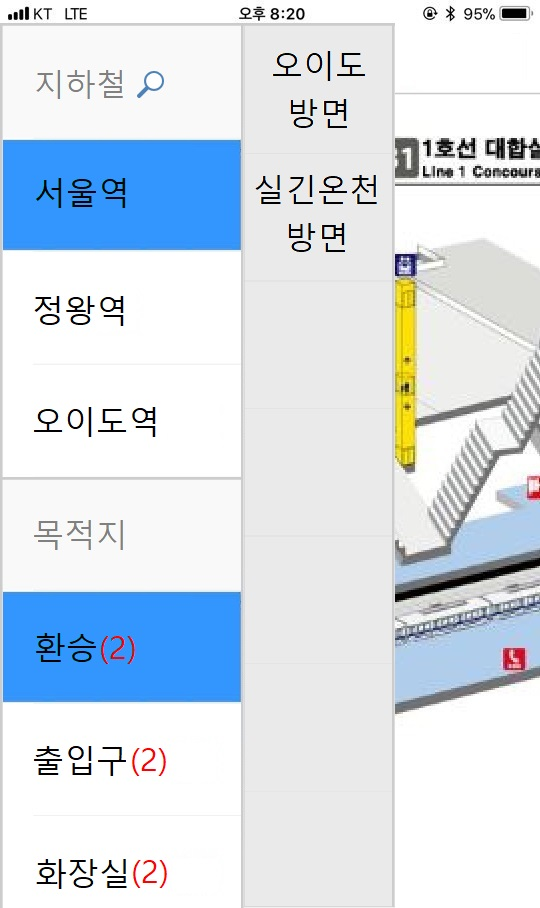 KT LTE 오후 8:20 95%
지하철
서울역
정왕역
오이도역
목적지
환승(2)
출입구(2)
화장실(2)
오이도
방면
실긴온천
방면
1 1호선 대합실
Line 1 Concours